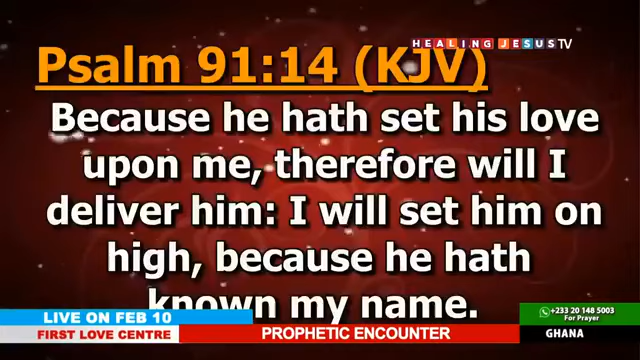 HEALING JESUS TV
Psalm 91:14 (KJV)
Because he hath set his love
upon me, therefore will I
deliver him: I will set him on
high, because he hath
known my name.
LIVE ON FEB 10
FIRST LOVE CENTRE
PROPHETIC ENCOUNTER
+233 20 148 5003
For Prayer
GHANA